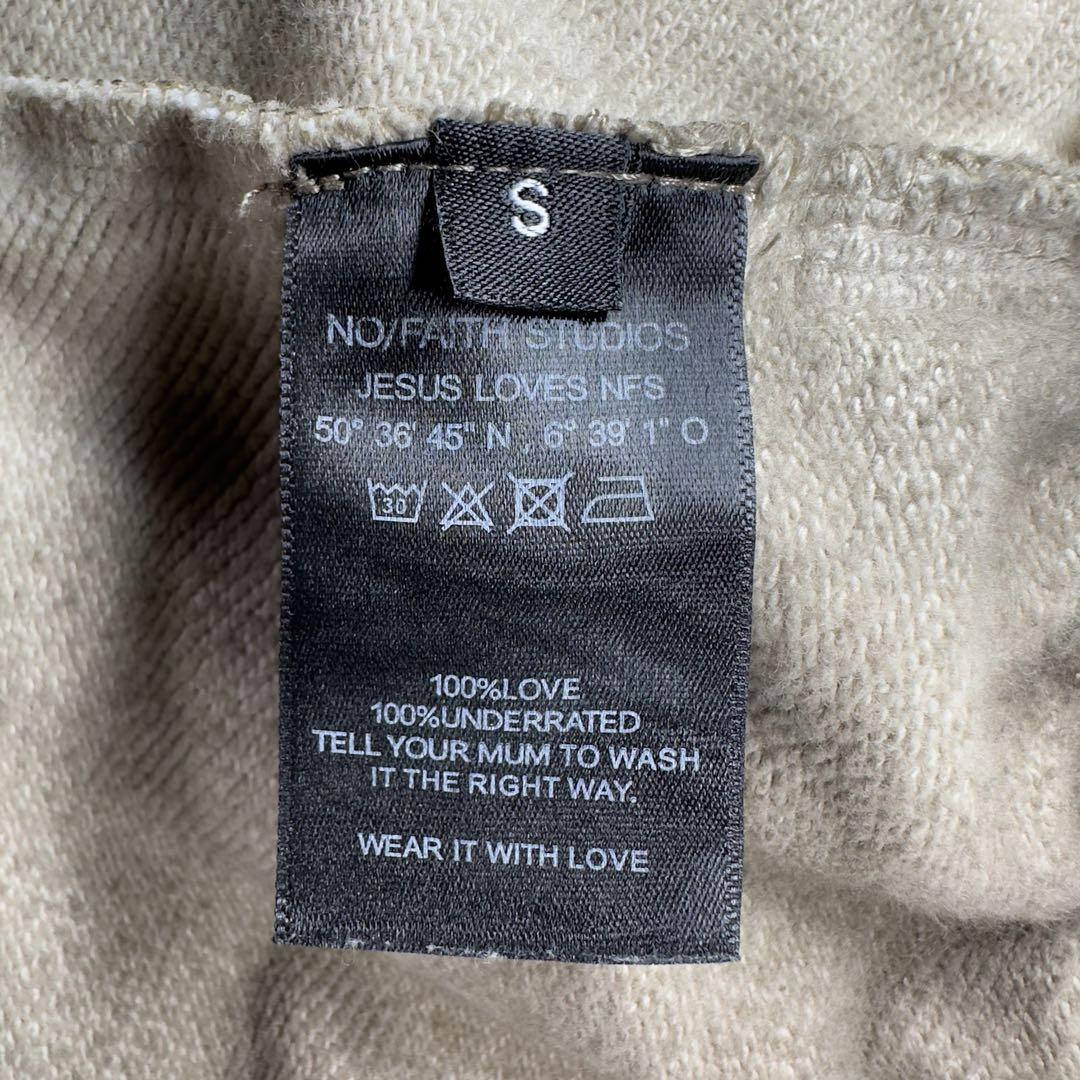 S
NO/FAITH STUDIOS
JESUS LOVES NFS
50° 36' 45" N , 6° 39' 1" O
30
100%LOVE
100%UNDERRATED
TELL YOUR MUM TO WASH
IT THE RIGHT WAY.
WEAR IT WITH LOVE